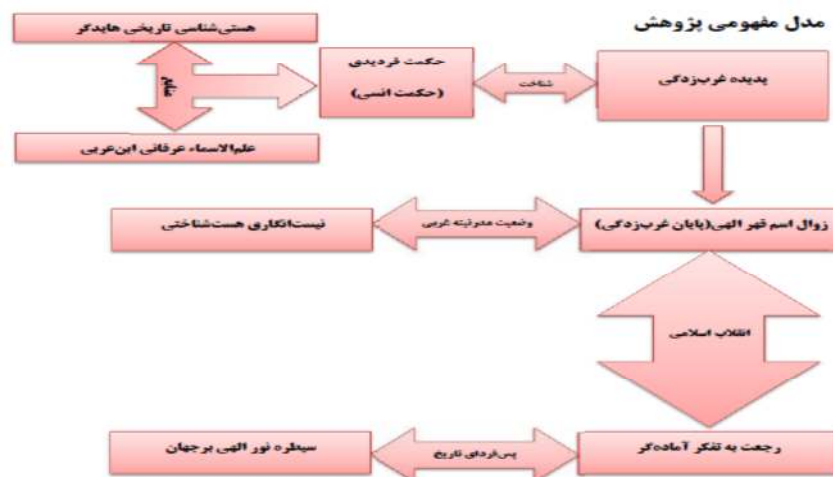 مدل مفهومی پژوهش
هستی‌شناسی تاریخی هایدگر
منابع
علم‌الاسماء عرفانی ابن‌عربی
حکمت فردیدی
(حکمت انسی)
شناخت
پدیده غرب‌زدگی
زوال اسم قهر الهی(پایان غرب‌زدگی)
وضعیت مدرنیته غربی
نیست‌انگاری هست‌شناختی
انقلاب اسلامی
رجعت به تفکر آماده‌گر
پس‌فردای تاریخ
سیطره نور الهی برجهان